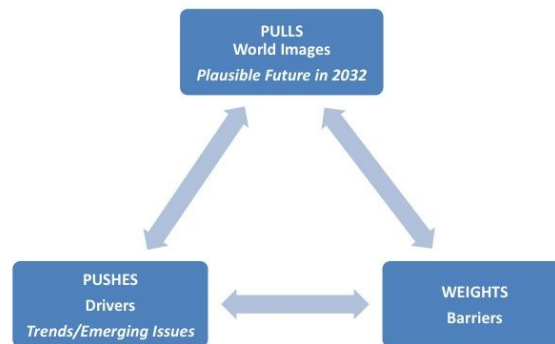 PULLS
World Images
Plausible Future in 2032
PUSHES
Drivers
Trends/Emerging Issues
WEIGHTS
Barriers